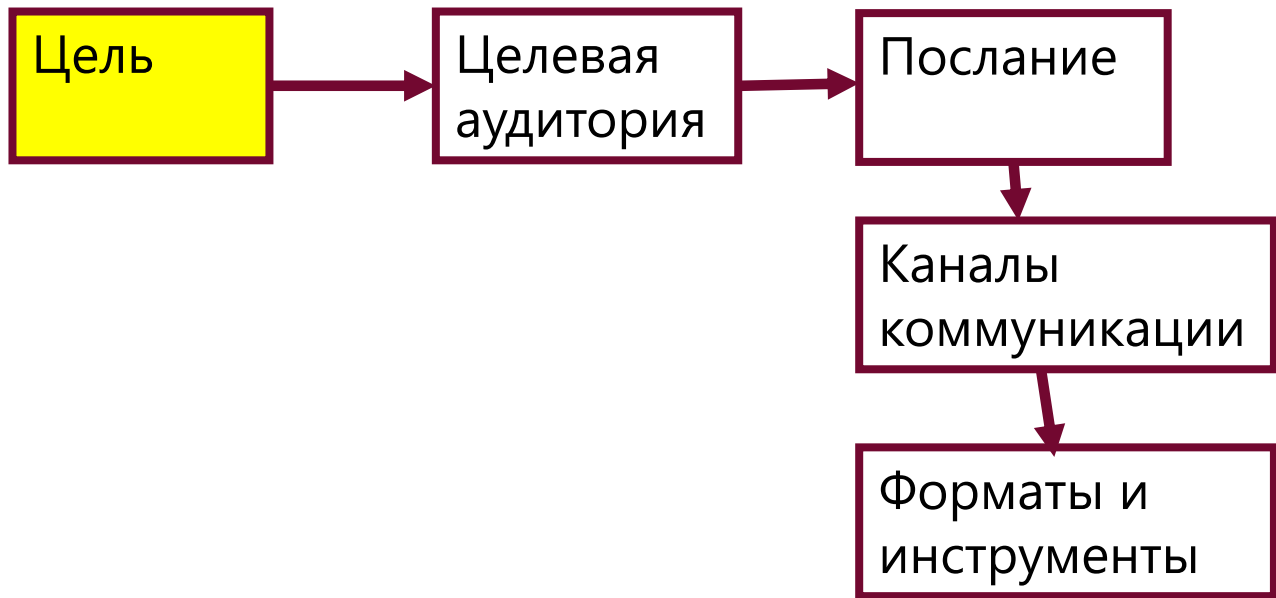 Цель
Целевая
аудитория
Послание
Каналы
коммуникации
Форматы и
инструменты